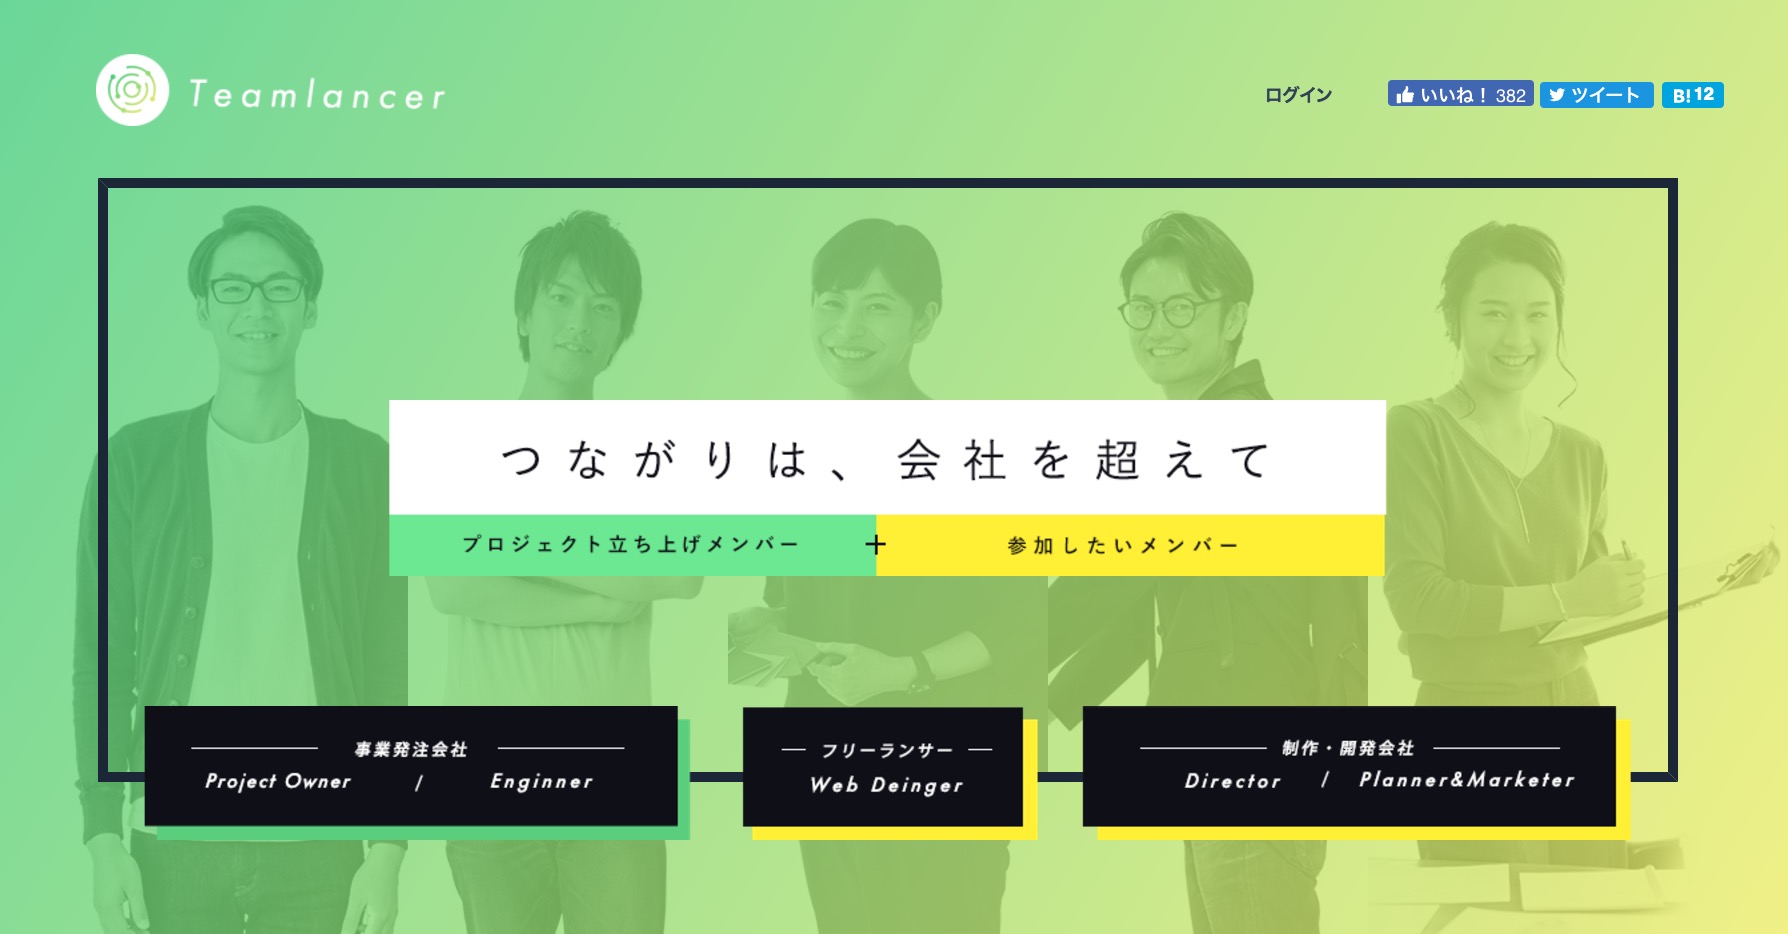 Teamlancer
ログイン
いいね！ 382
ツイート
B! 12
つながりは、会社を超えて
プロジェクト立ち上げメンバー + 参加したいメンバー
事業発注会社
Project Owner / Enginner
フリーランサー
Web Deinger
制作・開発会社
Director / Planner&Marketer